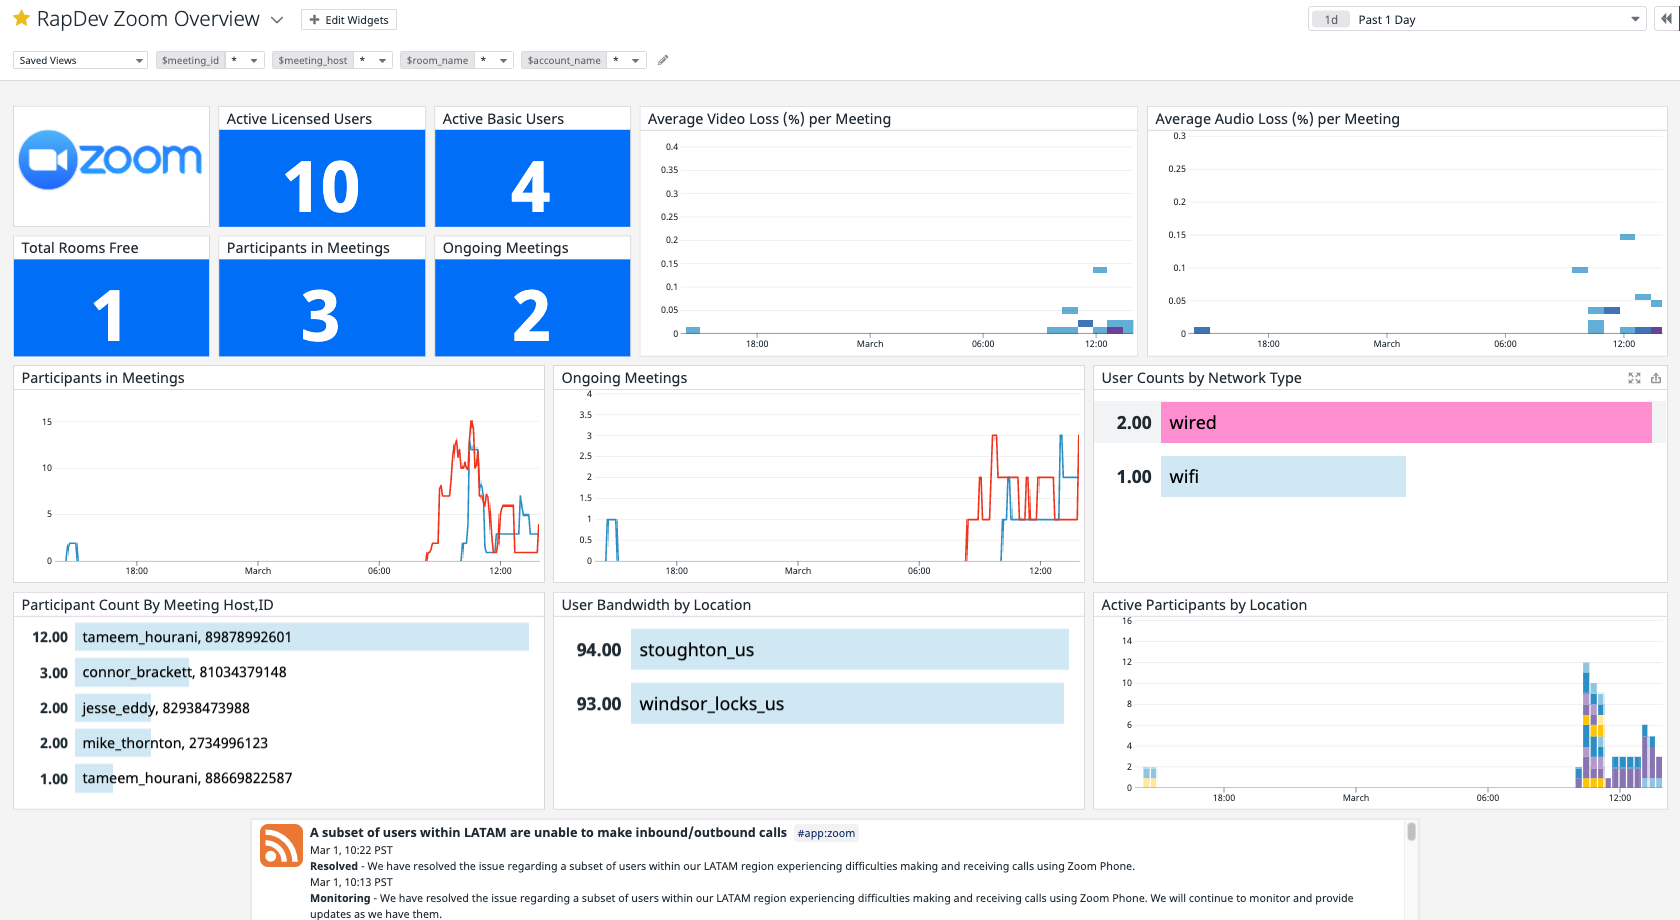 RapDev Zoom Overview
Edit Widgets
1d Past 1 Day
Saved Views
$meeting_id *
$meeting_host *
$room_name *
$account_name *
zoom
Active Licensed Users
10
Active Basic Users
4
Total Rooms Free
1
Participants in Meetings
3
Ongoing Meetings
2
Average Video Loss (%) per Meeting
0.4
0.35
0.3
0.25
0.2
0.15
0.1
0.05
0
18:00 March 06:00 12:00
Average Audio Loss (%) per Meeting
0.3
0.25
0.2
0.15
0.1
0.05
0
18:00 March 06:00 12:00
Participants in Meetings
15
10
5
0
18:00 March 06:00 12:00
Ongoing Meetings
4
3.5
3
2.5
2
1.5
1
0.5
0
18:00 March 06:00 12:00
User Counts by Network Type
2.00 wired
1.00 wifi
Participant Count By Meeting Host,ID
12.00 tameem_hourani, 89878992601
3.00 connor_brackett, 81034379148
2.00 jesse_eddy, 82938473988
2.00 mike_thornton, 2734996123
1.00 tameem_hourani, 88669822587
User Bandwidth by Location
94.00 stoughton_us
93.00 windsor_locks_us
Active Participants by Location
16
14
12
10
8
6
4
2
0
18:00 March 06:00 12:00
A subset of users within LATAM are unable to make inbound/outbound calls #app:zoom
Mar 1, 10:22 PST
Resolved - We have resolved the issue regarding a subset of users within our LATAM region experiencing difficulties making and receiving calls using Zoom Phone.
Mar 1, 10:13 PST
Monitoring - We have resolved the issue regarding a subset of users within our LATAM region experiencing difficulties making and receiving calls using Zoom Phone. We will continue to monitor and provide
updates as we have them.